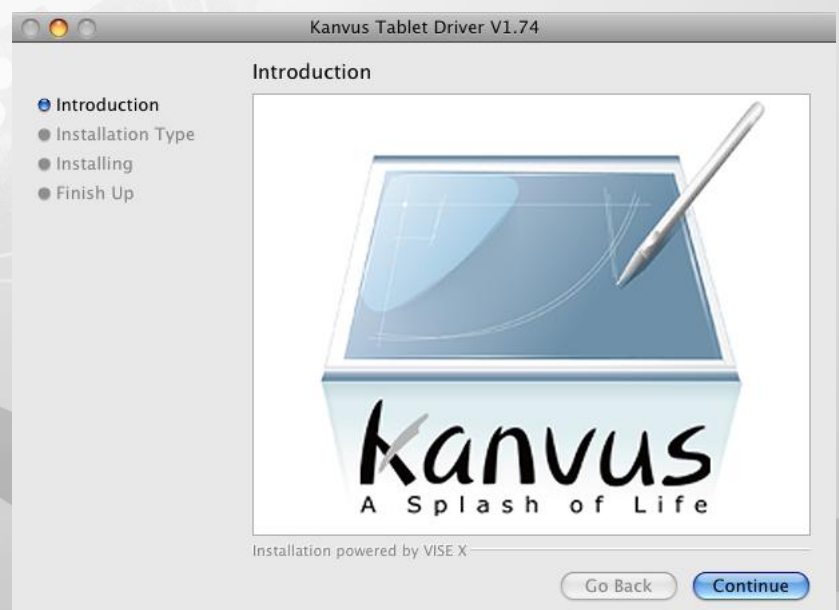 Kanvus Tablet Driver V1.74
Introduction
Introduction
Installation Type
Installing
Finish Up
Kanvus
A Splash of Life
Installation powered by VISE X
Go Back
Continue